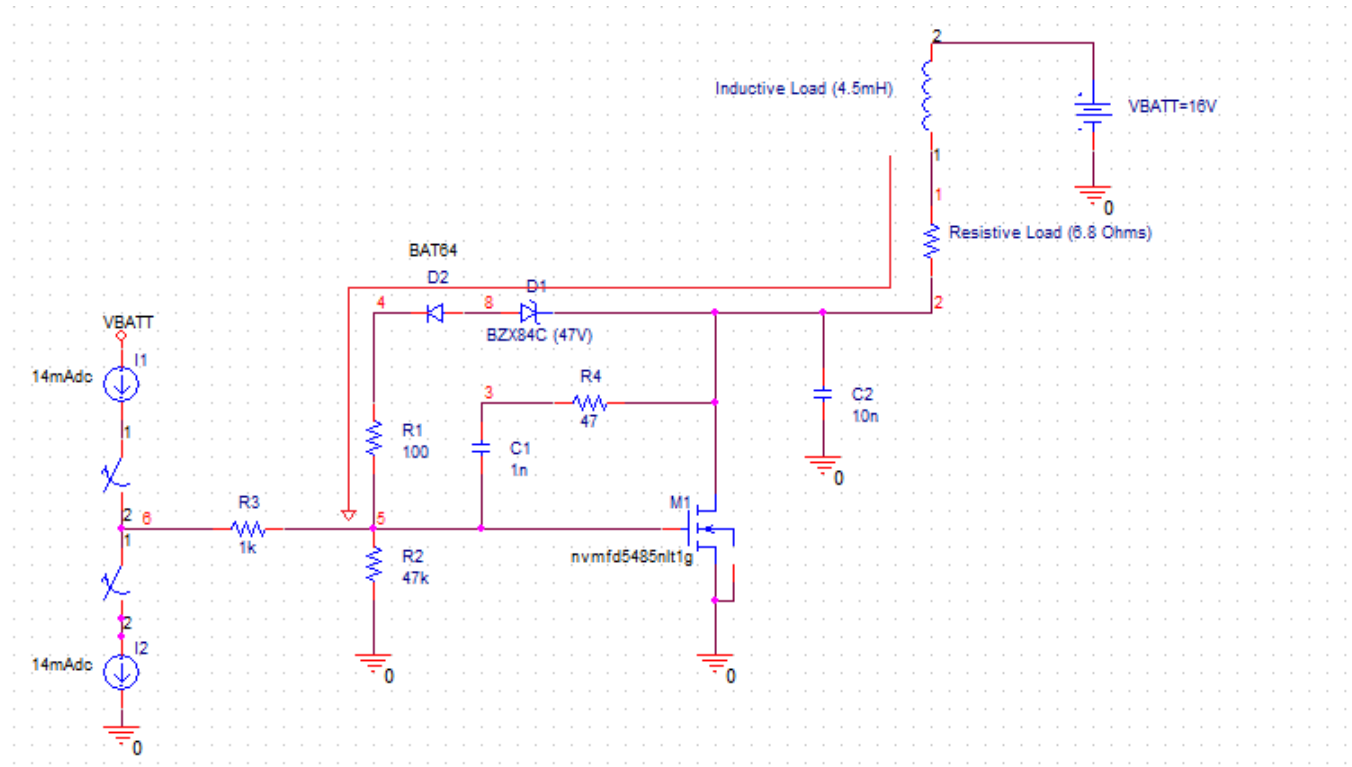 2
Inductive Load (4.5mH)
VBATT=16V
1
0
1
Resistive Load (6.8 Ohms)
BAT64
D2
D1
4
8
2
BZX84C (47V)
VBATT
I1
14mAdc
R4
47
3
C2
10n
1
R1
100
C1
1n
0
R3
1k
2
6
5
M1
nvmfd5485nlt1g
1
R2
47k
2
I2
14mAdc
0
0
0